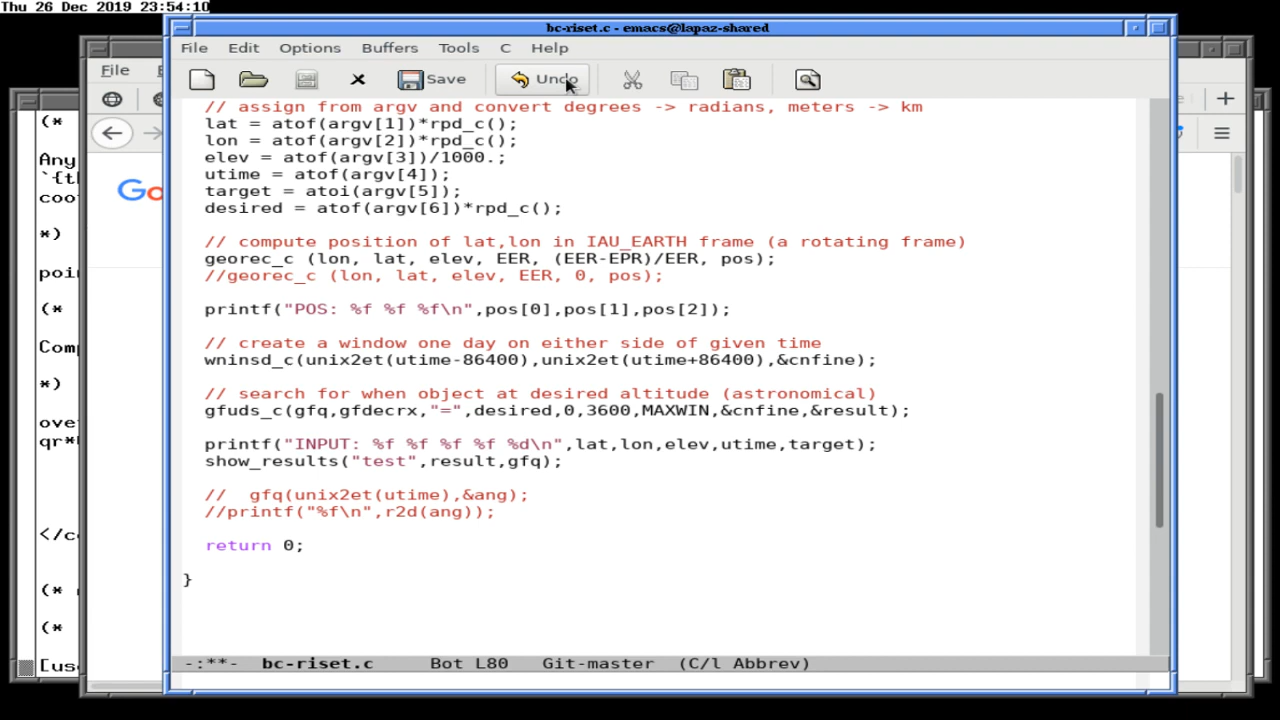 Thu 26 Dec 2019 23:54:10
bc-riset.c - emacs@lapaz-shared
File Edit Options Buffers Tools C Help
Save Undo
// assign from argv and convert degrees -> radians, meters -> km
lat = atof(argv[1])*rpd_c();
lon = atof(argv[2])*rpd_c();
elev = atof(argv[3])/1000.;
utime = atof(argv[4]);
target = atoi(argv[5]);
desired = atof(argv[6])*rpd_c();
// compute position of lat,lon in IAU_EARTH frame (a rotating frame)
georec_c (lon, lat, elev, EER, (EER-EPR)/EER, pos);
//georec_c (lon, lat, elev, EER, 0, pos);
printf("POS: %f %f %f\n",pos[0],pos[1],pos[2]);
// create a window one day on either side of given time
wninsd_c(unix2et(utime-86400),unix2et(utime+86400),&cnfine);
// search for when object at desired altitude (astronomical)
gfuds_c(gfq,gfdecrx,"=",desired,0,3600,MAXWIN,&cnfine,&result);
printf("INPUT: %f %f %f %f %d\n",lat,lon,elev,utime,target);
show_results("test",result,gfq);
//  gfq(unix2et(utime),&ang);
//printf("%f\n",r2d(ang));
return 0;
}
-:**-  bc-riset.c     Bot L80   Git-master  (C/l Abbrev)
File
(*
Any
`{th
*)
(*
*)
</c
(*
(*